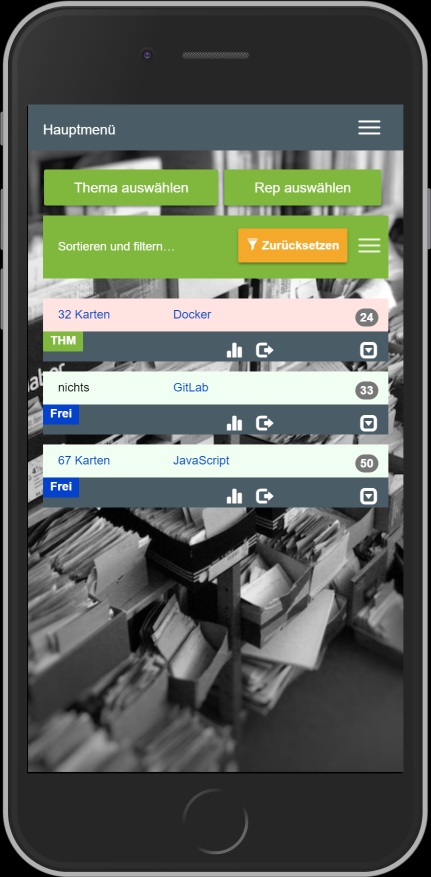 Hauptmenü
Thema auswählen Rep auswählen
Sortieren und filtern… Zurücksetzen
32 Karten Docker 24
THM
nichts GitLab 33
Frei
67 Karten JavaScript 50
Frei